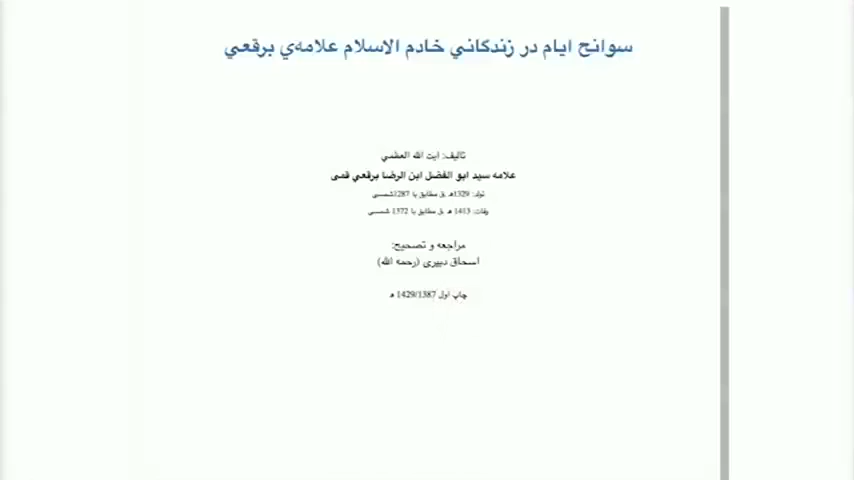 سوانح ايام در زندگاني خادم الاسلام علامه‌ي برقعي
تاليف: ايت الله العظمي
علامه سيد ابو الفضل ابن الرضا برقعي قمی
تولد: 1329هـ ق مطابق با 1287شمسی
وفات: 1413 هـ ق مطابق با 1372 شمسی
مراجعه و تصحيح:
اسحاق دبيری (رحمه الله)
چاپ اول 1429/1387 هـ